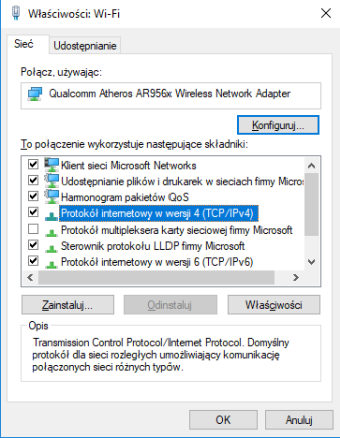 Właściwości: Wi-Fi
Sieć
Udostępnianie
Połącz, używając:
Qualcomm Atheros AR956x Wireless Network Adapter
Konfiguruj...
To połączenie wykorzystuje następujące składniki:
Klient sieci Microsoft Networks
Udostępnianie plików i drukarek w sieciach firmy Micros
Harmonogram pakietów QoS
Protokół internetowy w wersji 4 (TCP/IPv4)
Protokół multipleksera karty sieciowej firmy Microsoft
Sterownik protokołu LLDP firmy Microsoft
Protokół internetowy w wersji 6 (TCP/IPv6)
Zainstaluj...
Odinstaluj
Właściwości
Opis
Transmission Control Protocol/Internet Protocol. Domyślny
protokół dla sieci rozległych umożliwiający komunikację
połączonych sieci różnych typów.
OK
Anuluj